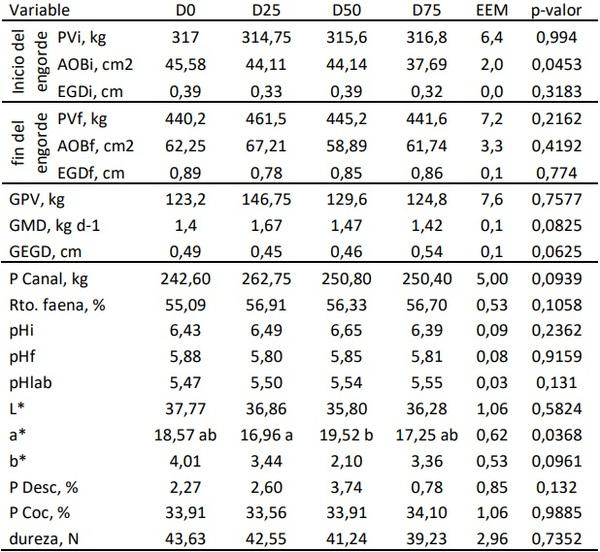 Variable D0 D25 D50 D75 EEM p-valor
Inicio del engorde
PVi, kg 317 314,75 315,6 316,8 6,4 0,994
AOBi, cm2 45,58 44,11 44,14 37,69 2,0 0,0453
EGDi, cm 0,39 0,33 0,39 0,32 0,0 0,3183
fin del engorde
PVf, kg 440,2 461,5 445,2 441,6 7,2 0,2162
AOBf, cm2 62,25 67,21 58,89 61,74 3,3 0,4192
EGDf, cm 0,89 0,78 0,85 0,86 0,1 0,774
GPV, kg 123,2 146,75 129,6 124,8 7,6 0,7577
GMD, kg d-1 1,4 1,67 1,47 1,42 0,1 0,0825
GEGD, cm 0,49 0,45 0,46 0,54 0,1 0,0625
P Canal, kg 242,60 262,75 250,80 250,40 5,00 0,0939
Rto. faena, % 55,09 56,91 56,33 56,70 0,53 0,1058
pHi 6,43 6,49 6,65 6,39 0,09 0,2362
pHf 5,88 5,80 5,85 5,81 0,08 0,9159
pHlab 5,47 5,50 5,54 5,55 0,03 0,131
L* 37,77 36,86 35,80 36,28 1,06 0,5824
a* 18,57 ab 16,96 a 19,52 b 17,25 ab 0,62 0,0368
b* 4,01 3,44 2,10 3,36 0,53 0,0961
P Desc, % 2,27 2,60 3,74 0,78 0,85 0,132
P Coc, % 33,91 33,56 33,91 34,10 1,06 0,9885
dureza, N 43,63 42,55 41,24 39,23 2,96 0,7352